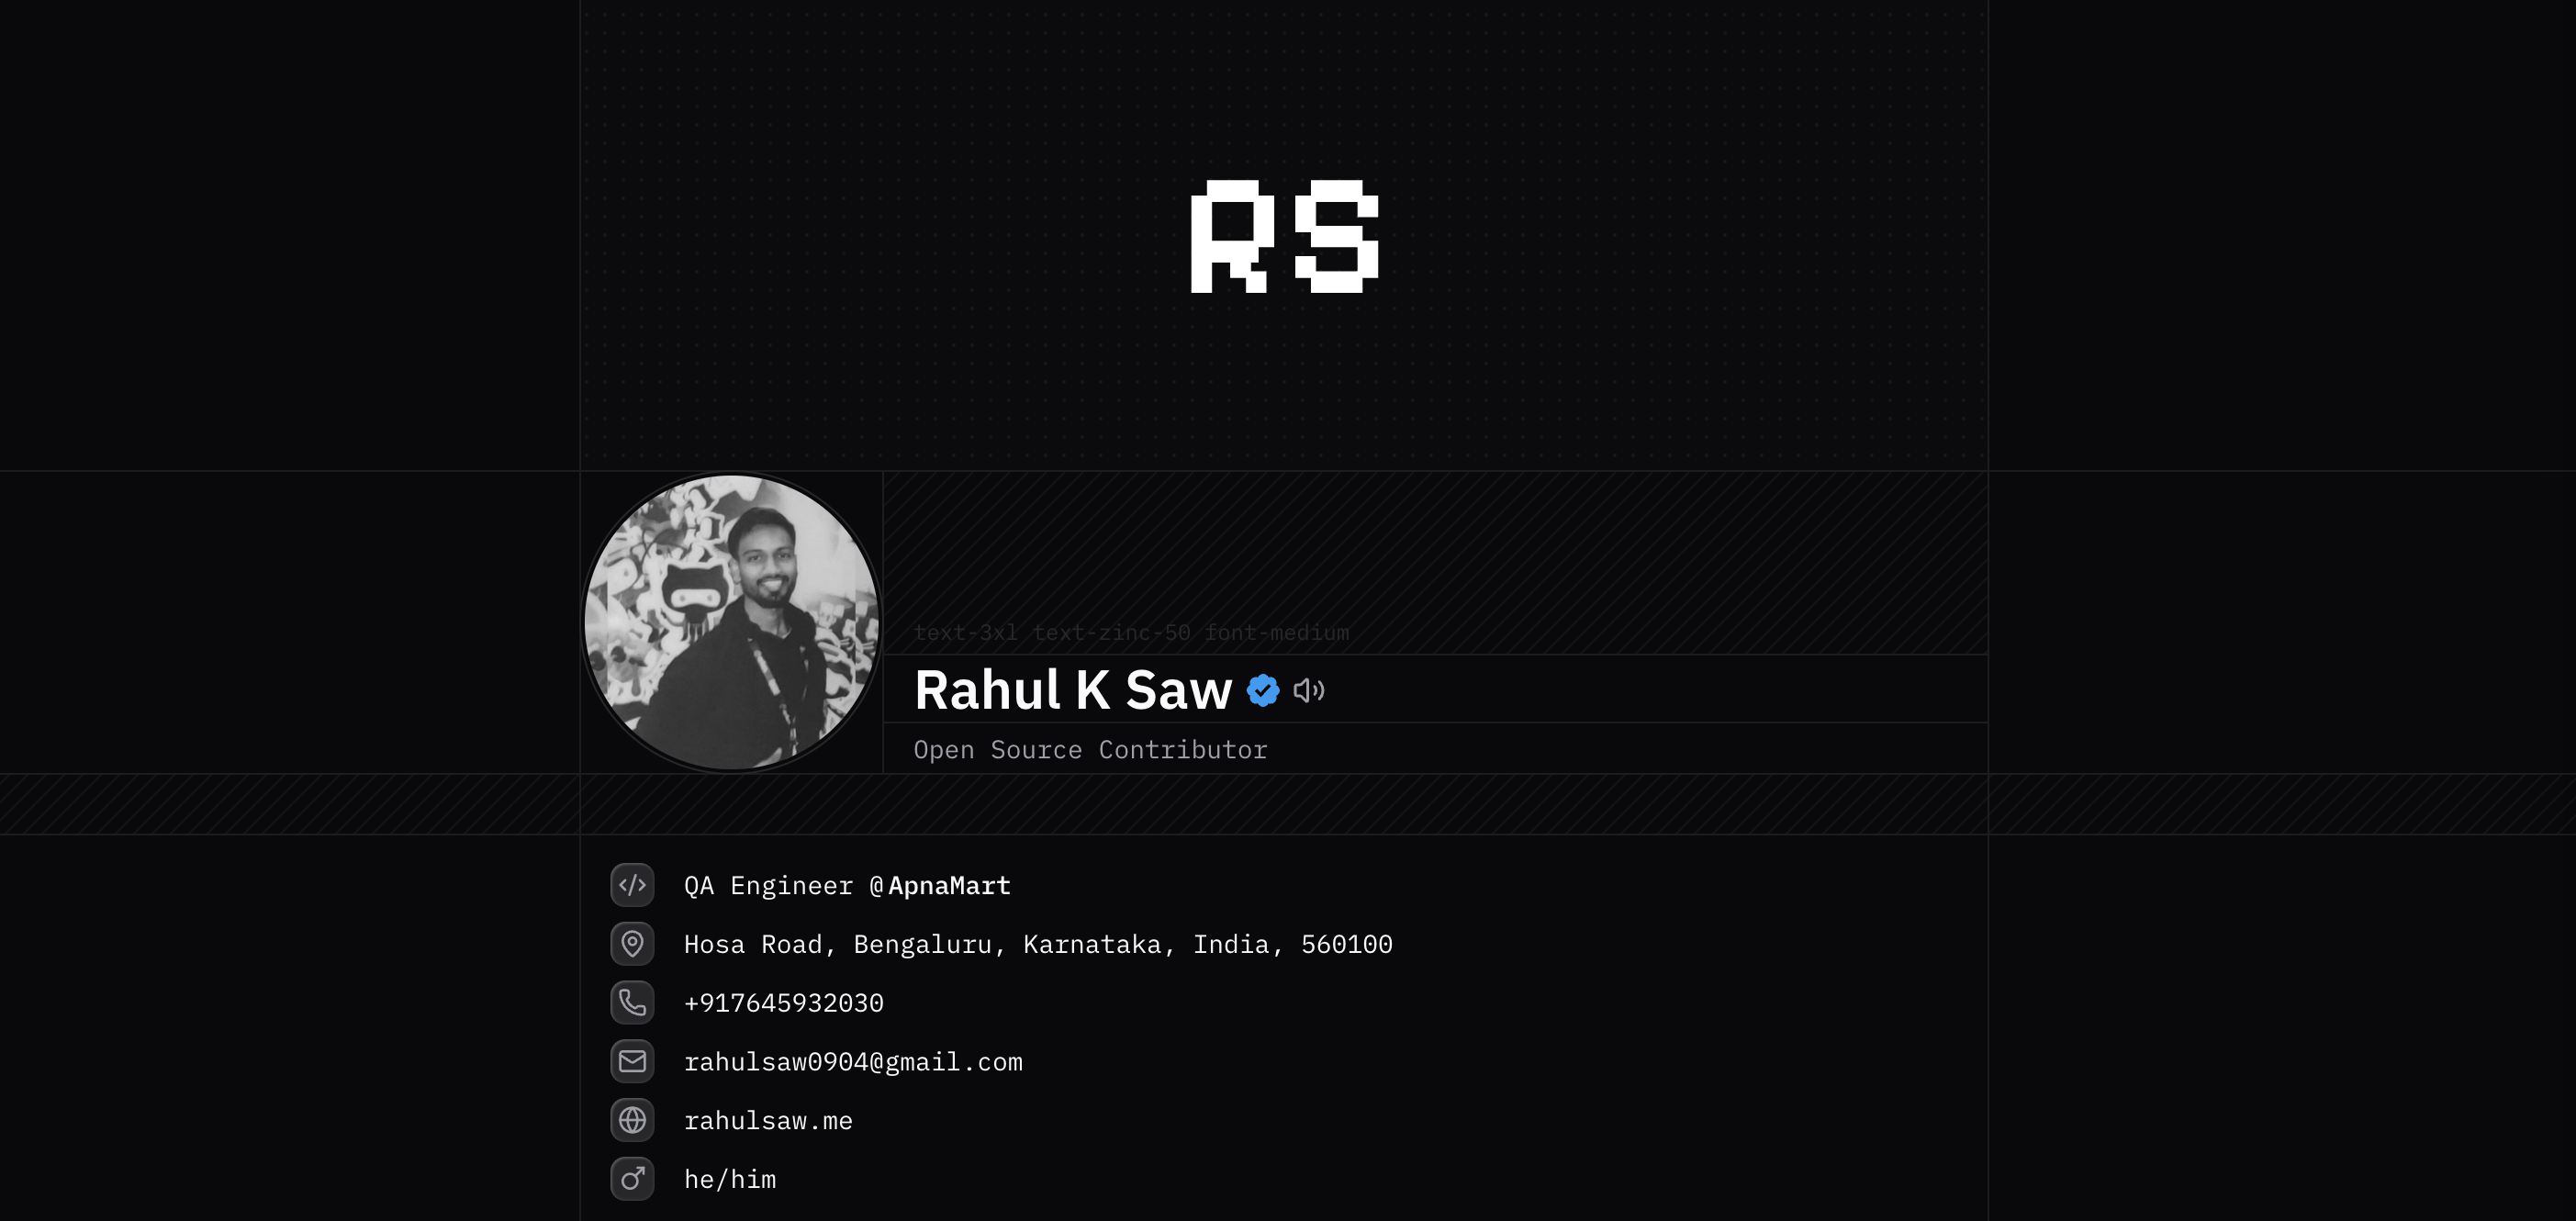 RS
text-3xl text-zinc-50 font-medium
Rahul K Saw
Open Source Contributor
QA Engineer @ApnaMart
Hosa Road, Bengaluru, Karnataka, India, 560100
+917645932030
rahulsaw0904@gmail.com
rahulsaw.me
he/him